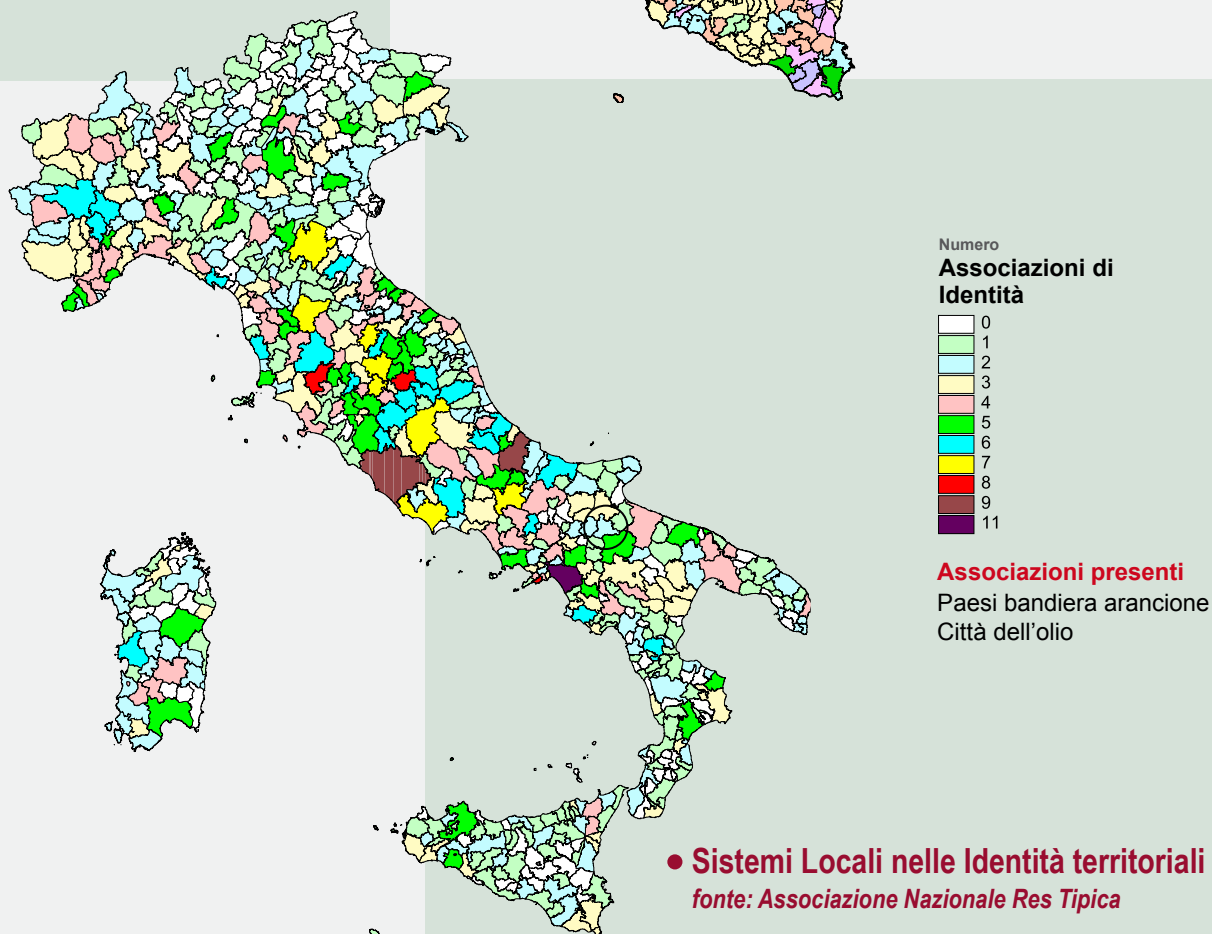 Numero
Associazioni di
Identità
0
1
2
3
4
5
6
7
8
9
11
Associazioni presenti
Paesi bandiera arancione
Città dell'olio
• Sistemi Locali nelle Identità territoriali
fonte: Associazione Nazionale Res Tipica